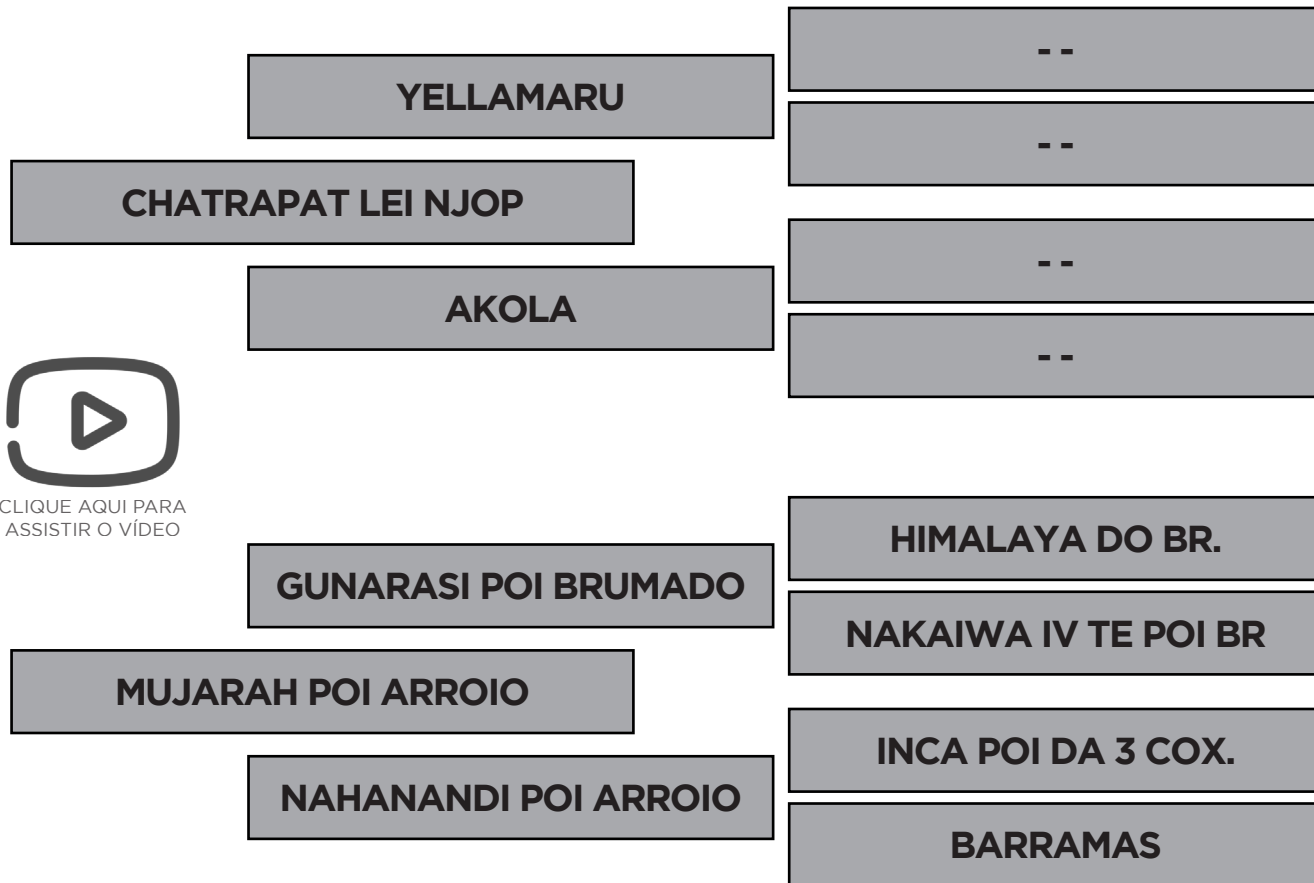 - -
YELLAMARU
- -
CHATRAPAT LEI NJOP
- -
AKOLA
- -
CLIQUE AQUI PARA
ASSISTIR O VÍDEO
HIMALAYA DO BR.
GUNARASI POI BRUMADO
NAKAIWA IV TE POI BR
MUJARAH POI ARROIO
INCA POI DA 3 COX.
NAHANANDI POI ARROIO
BARRAMAS